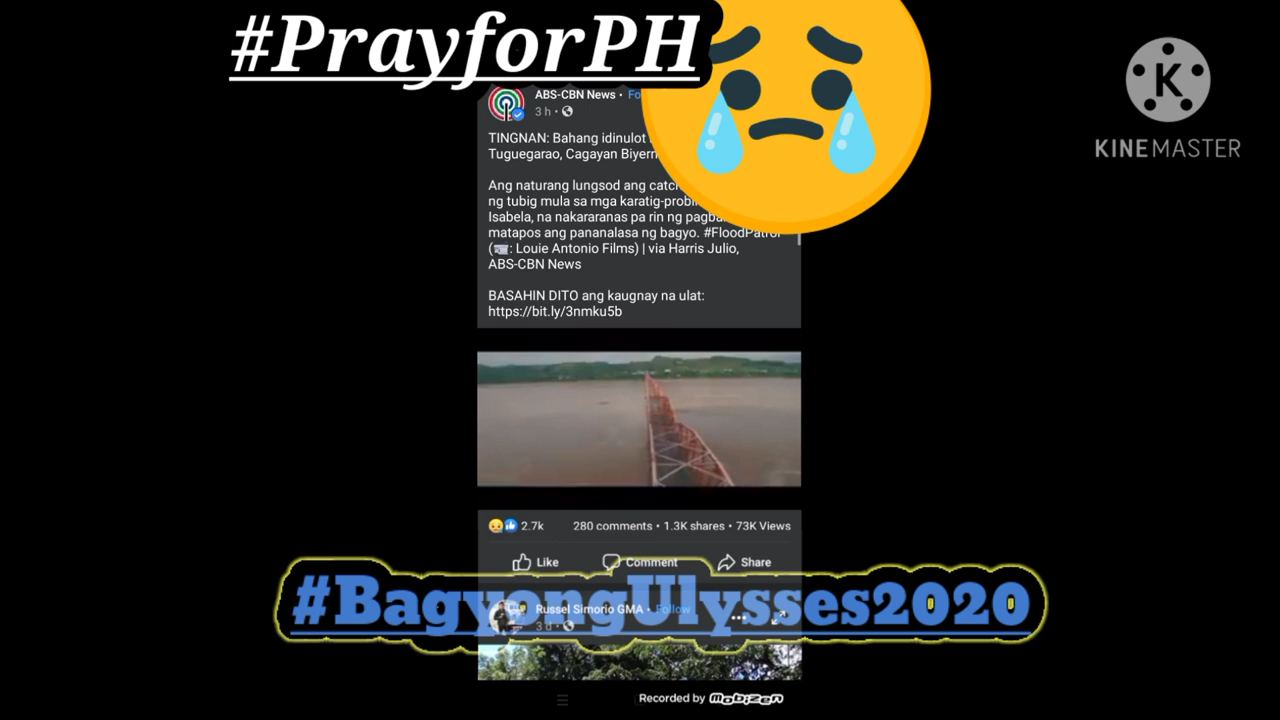 #PrayforPH
KINEMASTER
ABS-CBN News • Fo
3 h •
TINGNAN: Bahang idinulot
Tuguegarao, Cagayan
Ang naturang lungsod ang
ng tubig mula sa mga
Isabela, na nakararanas pa rin ng
matapos ang pananalasa ng bagyo. #FloodPatrol
(📹: Louie Antonio Films) | via Harris Julio,
ABS-CBN News
BASAHIN DITO ang kaugnay na ulat:
https://bit.ly/3nmku5b
2.7k 280 comments • 1.3K shares • 73K Views
Like Comment Share
#BagyongUlysses2020
Russel Simorio GMA • Follow
3 d •
Recorded by Mobizen